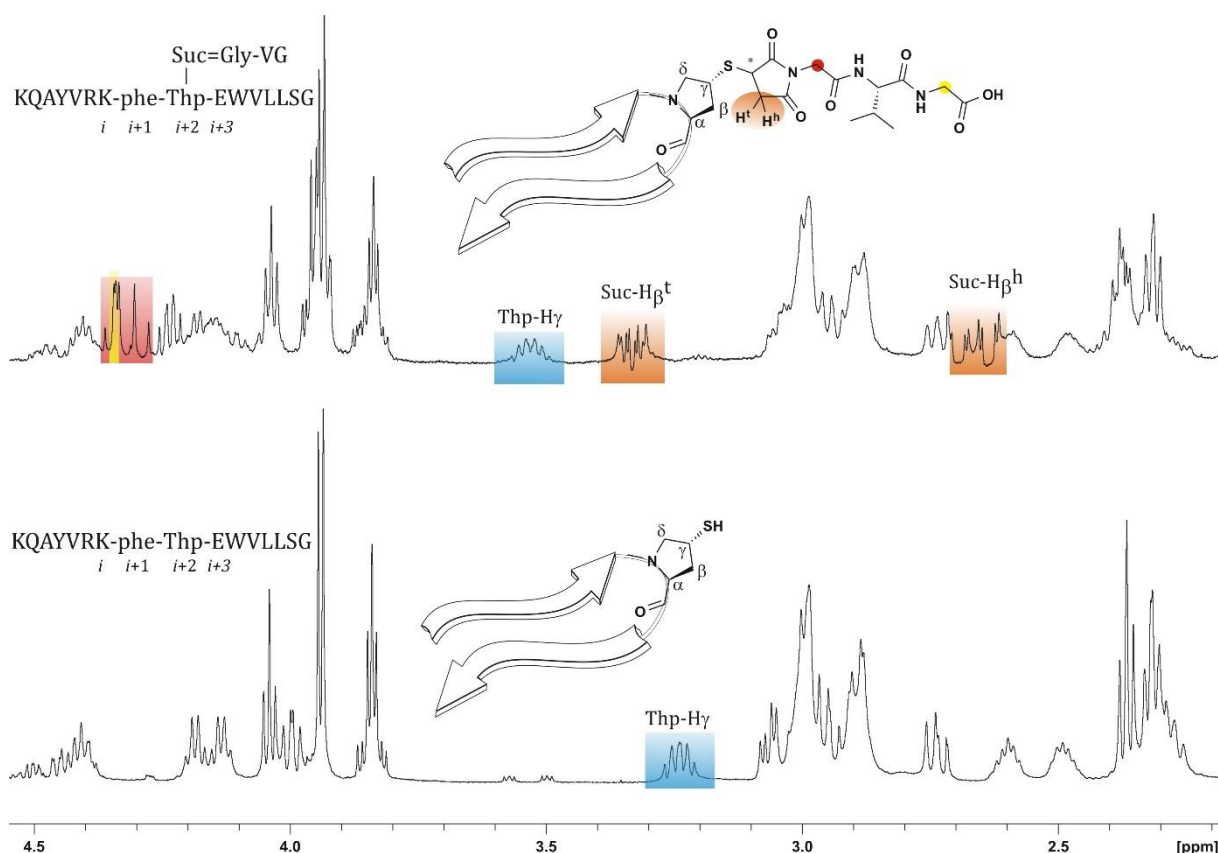 Suc=Gly-VG
KQAYVRK-phe-Thp-EWVLLSG
i i+1 i+2 i+3
O
S * N
O
δ γ β α
N
O
Hᵗ Hʰ
O
N
H
O
N
H
O
OH
Thp-Hγ
Suc-Hβᵗ
Suc-Hβʰ
KQAYVRK-phe-Thp-EWVLLSG
i i+1 i+2 i+3
SH
δ γ
N β
α
O
Thp-Hγ
4.5 4.0 3.5 3.0 2.5 [ppm]